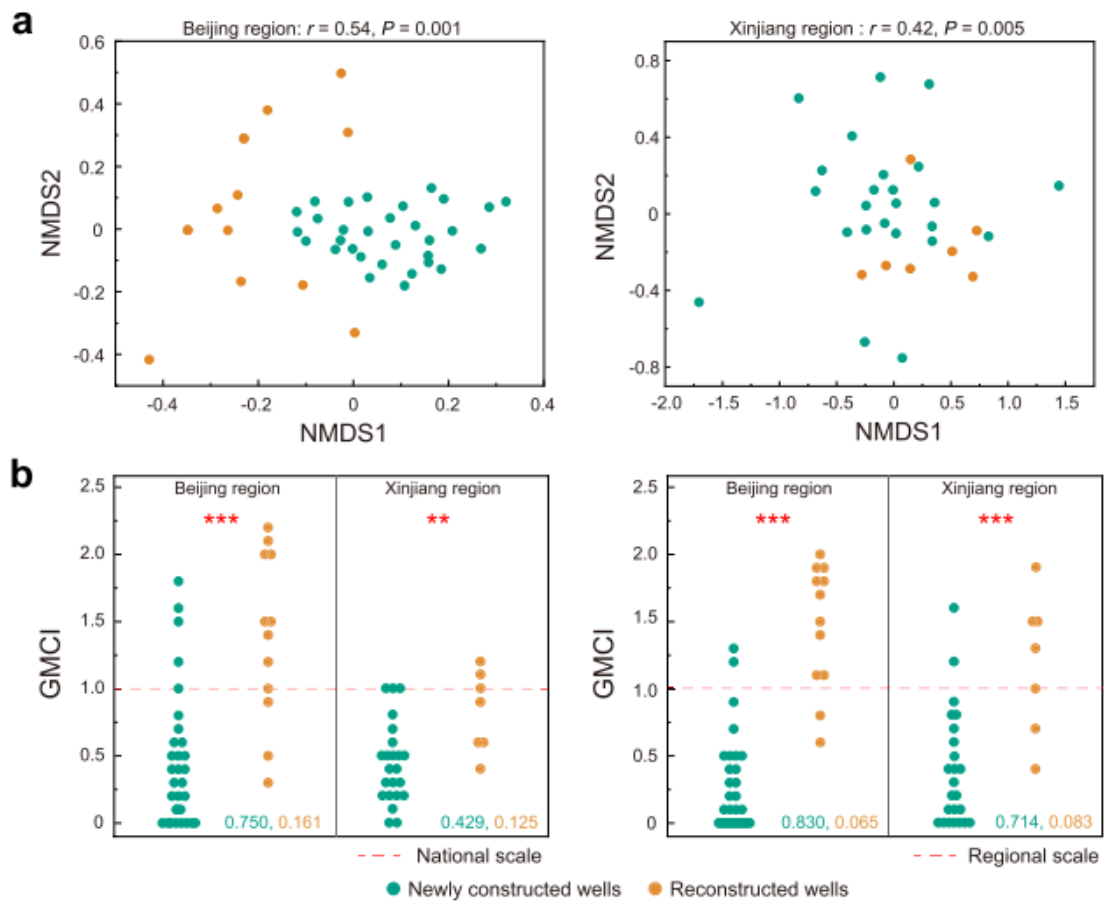 a
Beijing region: r = 0.54, P = 0.001
0.6
0.4
0.2
0
-0.2
-0.4
NMDS2
-0.4
-0.2
0
0.2
0.4
NMDS1
Xinjiang region : r = 0.42, P = 0.005
0.8
0.4
0
-0.4
-0.8
NMDS2
-2.0
-1.5
-1.0
-0.5
0
0.5
1.0
1.5
NMDS1
b
2.5
2.0
1.5
1.0
0.5
0
GMCI
Beijing region
***
0.750, 0.161
Xinjiang region
**
0.429, 0.125
National scale
2.5
2.0
1.5
1.0
0.5
0
GMCI
Beijing region
***
0.830, 0.065
Xinjiang region
***
0.714, 0.083
Regional scale
Newly constructed wells
Reconstructed wells